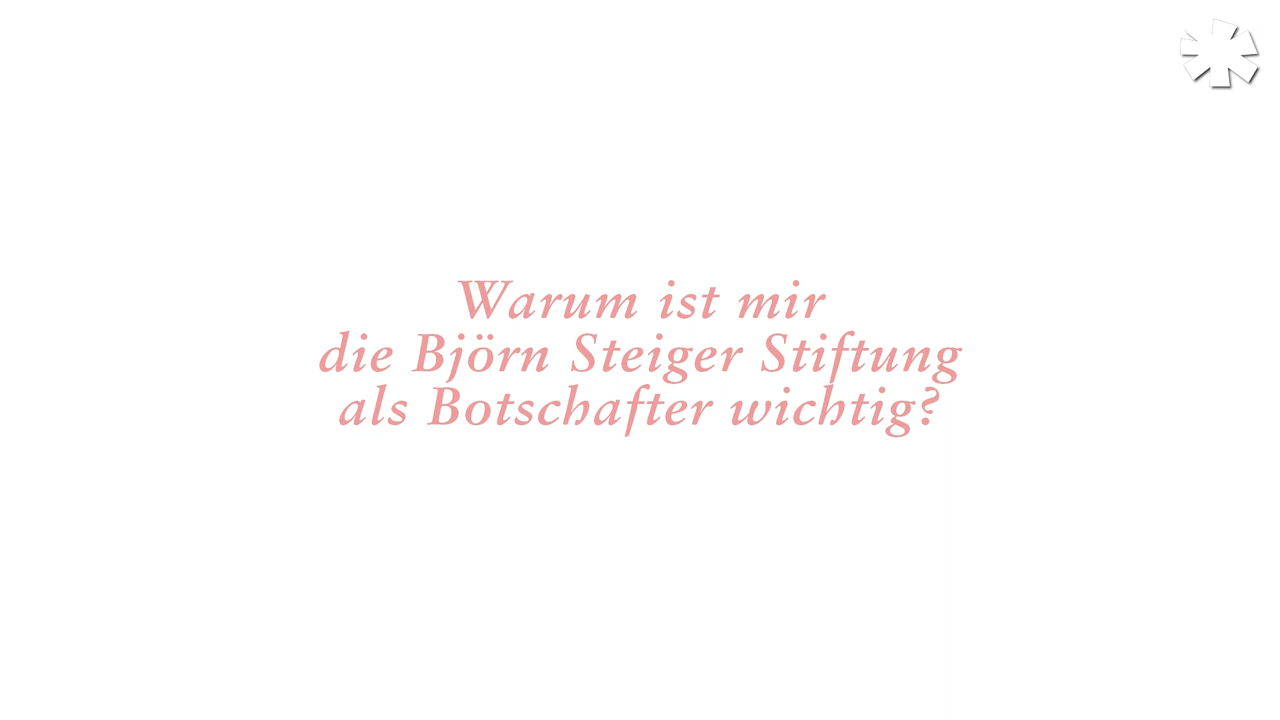 Warum ist mir
die Björn Steiger Stiftung
als Botschafter wichtig?